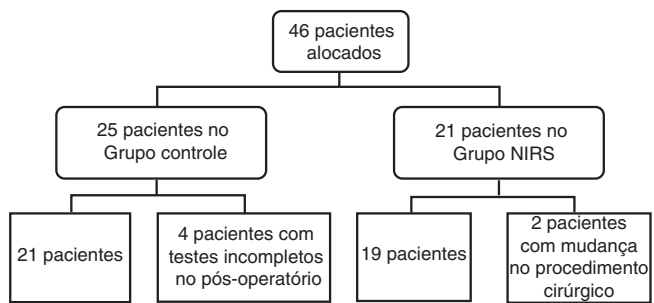 46 pacientes
alocados
25 pacientes no
Grupo controle
21 pacientes no
Grupo NIRS
21 pacientes
4 pacientes com
testes incompletos
no pós-operatório
19 pacientes
2 pacientes
com mudança
no procedimento
cirúrgico